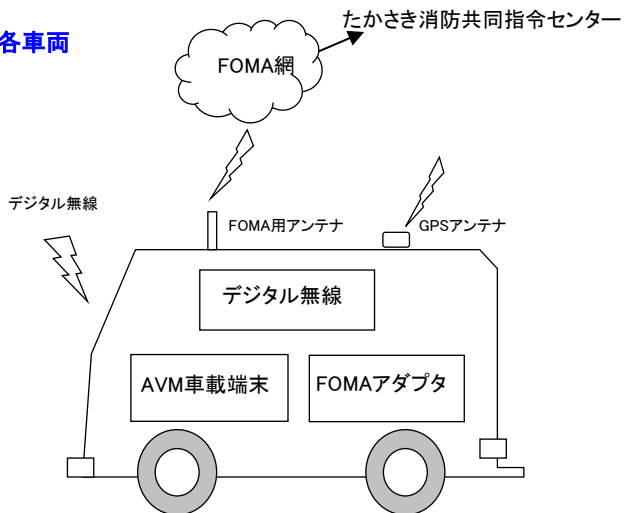 たかさき消防共同指令センター
各車両
FOMA網
デジタル無線
FOMA用アンテナ
GPSアンテナ
デジタル無線
AVM車載端末
FOMAアダプタ